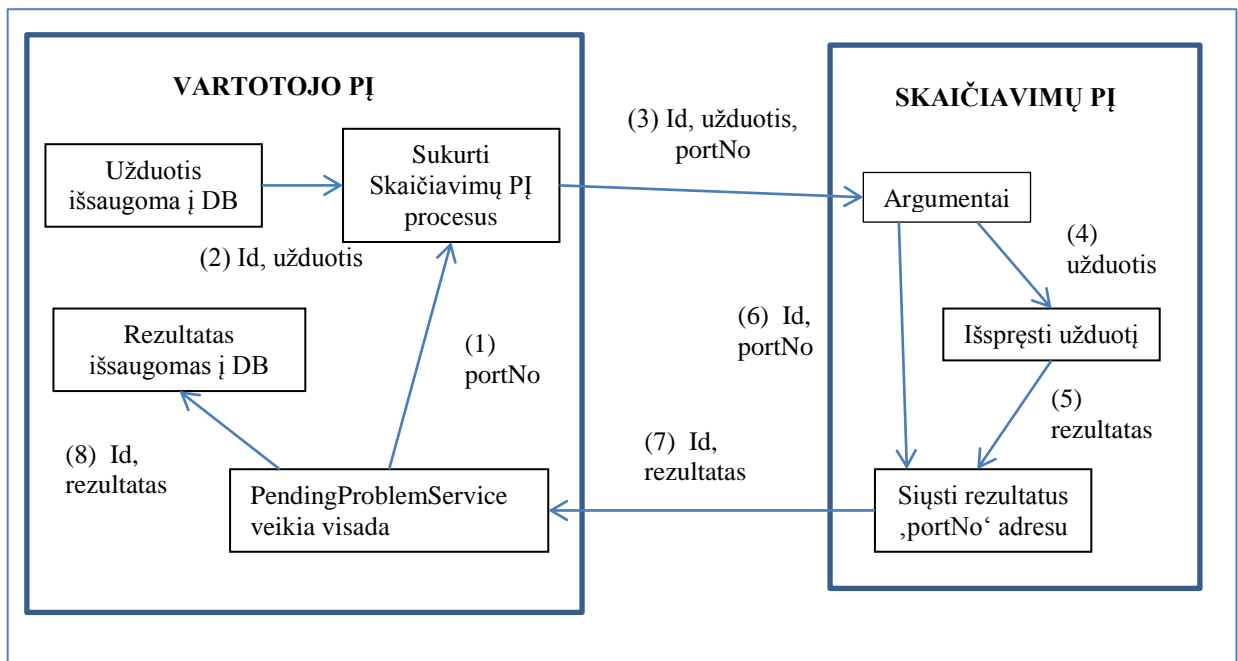 VARTOTOJO PĮ
Užduotis
išsaugoma į DB
Sukurti
Skaičiavimų PĮ
procesus
(2) Id, užduotis
Rezultatas
išsaugomas į DB
(1)
portNo
(8)  Id,
rezultatas
PendingProblemService
veikia visada
(3) Id, užduotis,
portNo
(7)  Id,
rezultatas
SKAIČIAVIMŲ PĮ
Argumentai
(4)
užduotis
(6)  Id,
portNo
Išspręsti užduotį
(5)
rezultatas
Siųsti rezultatus
‚portNo‘ adresu